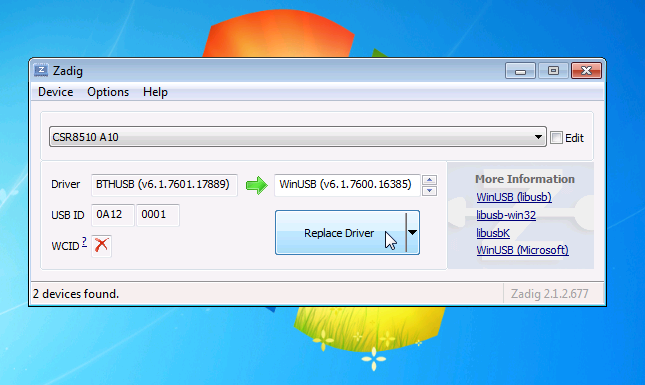 Zadig
Device Options Help
CSR8510 A10
Edit
Driver BTHUSB (v6.1.7601.17889) WinUSB (v6.1.7600.16385)
USB ID 0A12 0001
WCID ?
Replace Driver
More Information
WinUSB (libusb)
libusb-win32
libusbK
WinUSB (Microsoft)
2 devices found.
Zadig 2.1.2.677